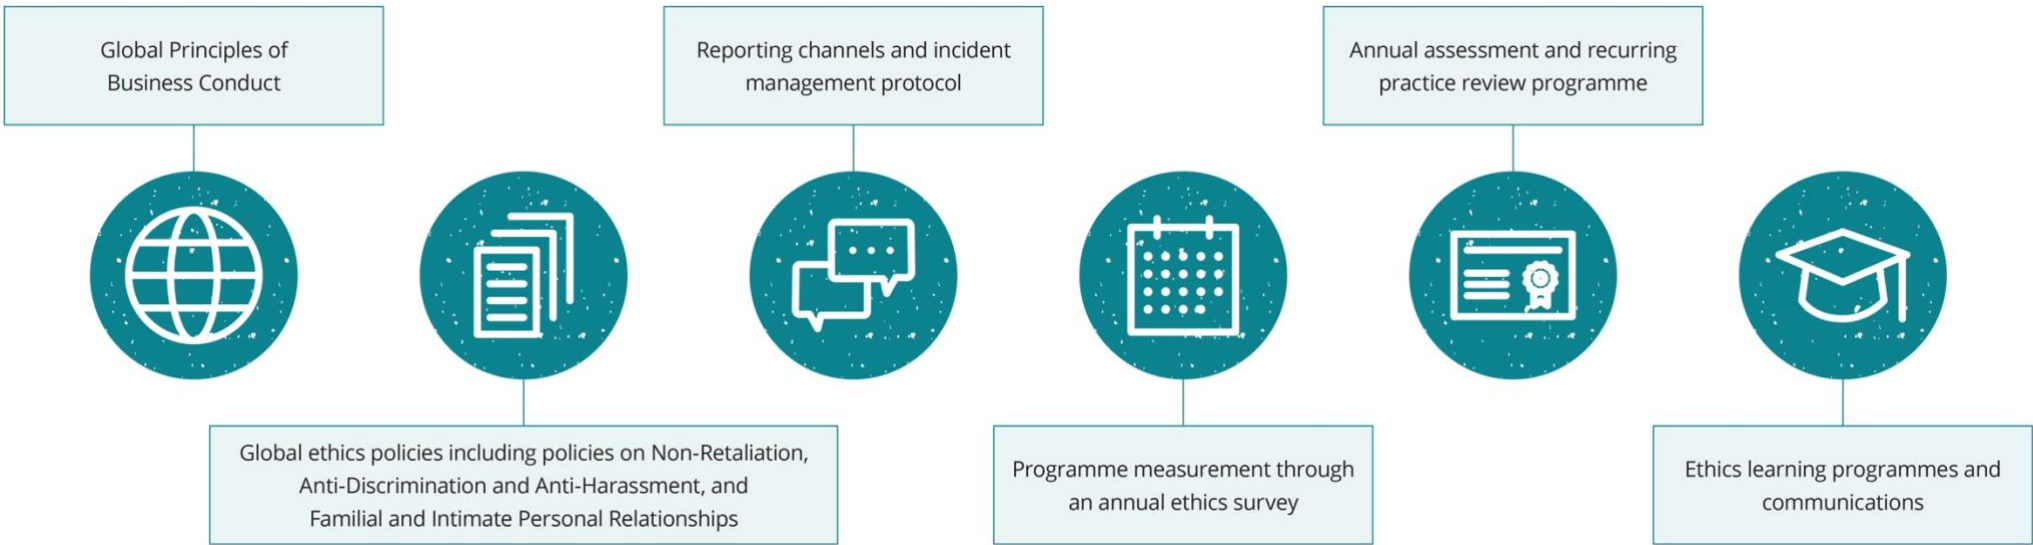 Global Principles of
Business Conduct
Global ethics policies including policies on Non-Retaliation,
Anti-Discrimination and Anti-Harassment, and
Familial and Intimate Personal Relationships
Reporting channels and incident
management protocol
Programme measurement through
an annual ethics survey
Annual assessment and recurring
practice review programme
Ethics learning programmes and
communications